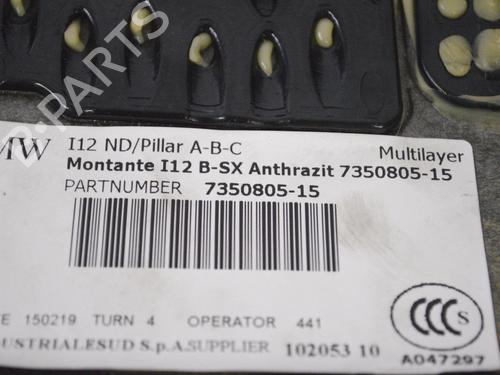 B-PARTS
MW I12 ND/Pillar A-B-C Multilayer
Montante I12 B-SX Anthrazit 7350805-15
PARTNUMBER 7350805-15
E 150219 TURN 4 OPERATOR 441
DUSTRIALESUD S.p.A.SUPPLIER 102053 10
CCC S
A047297